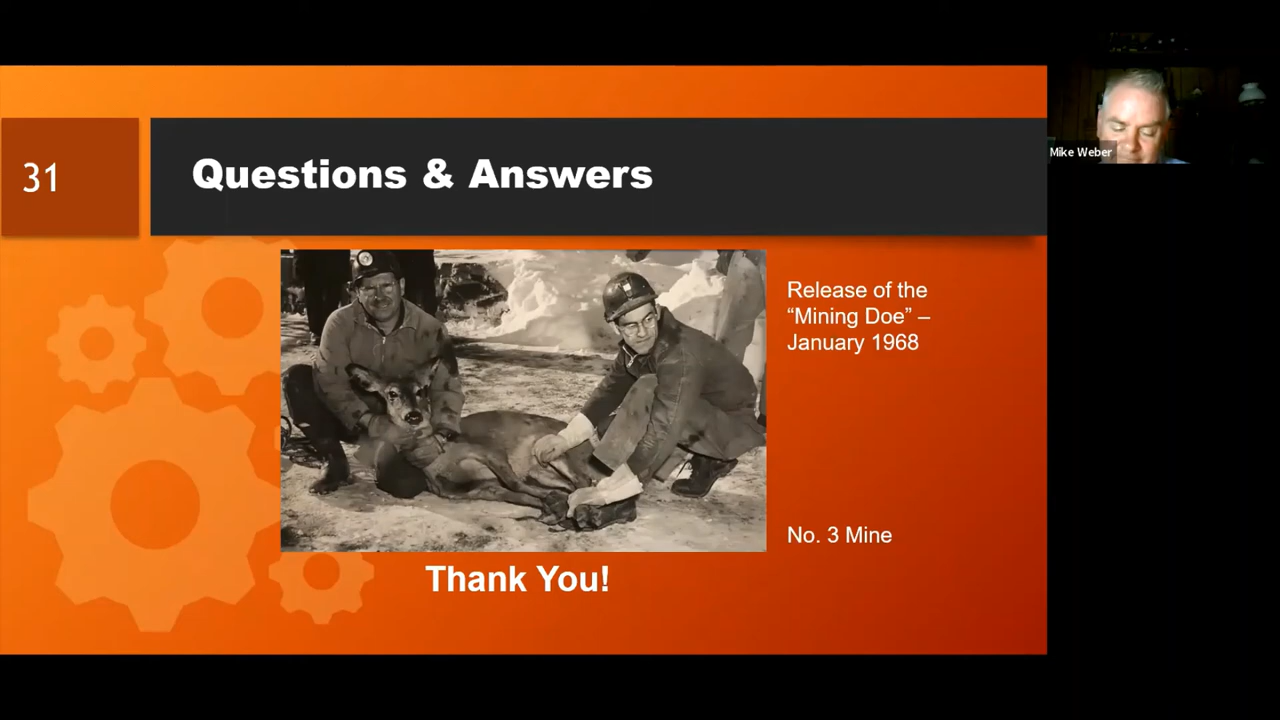 31
Questions & Answers
Mike Weber
Release of the
“Mining Doe” –
January 1968
No. 3 Mine
Thank You!